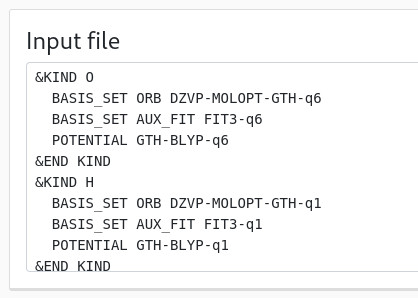 Input file
&KIND O
  BASIS_SET ORB DZVP-MOLOPT-GTH-q6
  BASIS_SET AUX_FIT FIT3-q6
  POTENTIAL GTH-BLYP-q6
&END KIND
&KIND H
  BASIS_SET ORB DZVP-MOLOPT-GTH-q1
  BASIS_SET AUX_FIT FIT3-q1
  POTENTIAL GTH-BLYP-q1
&END KIND